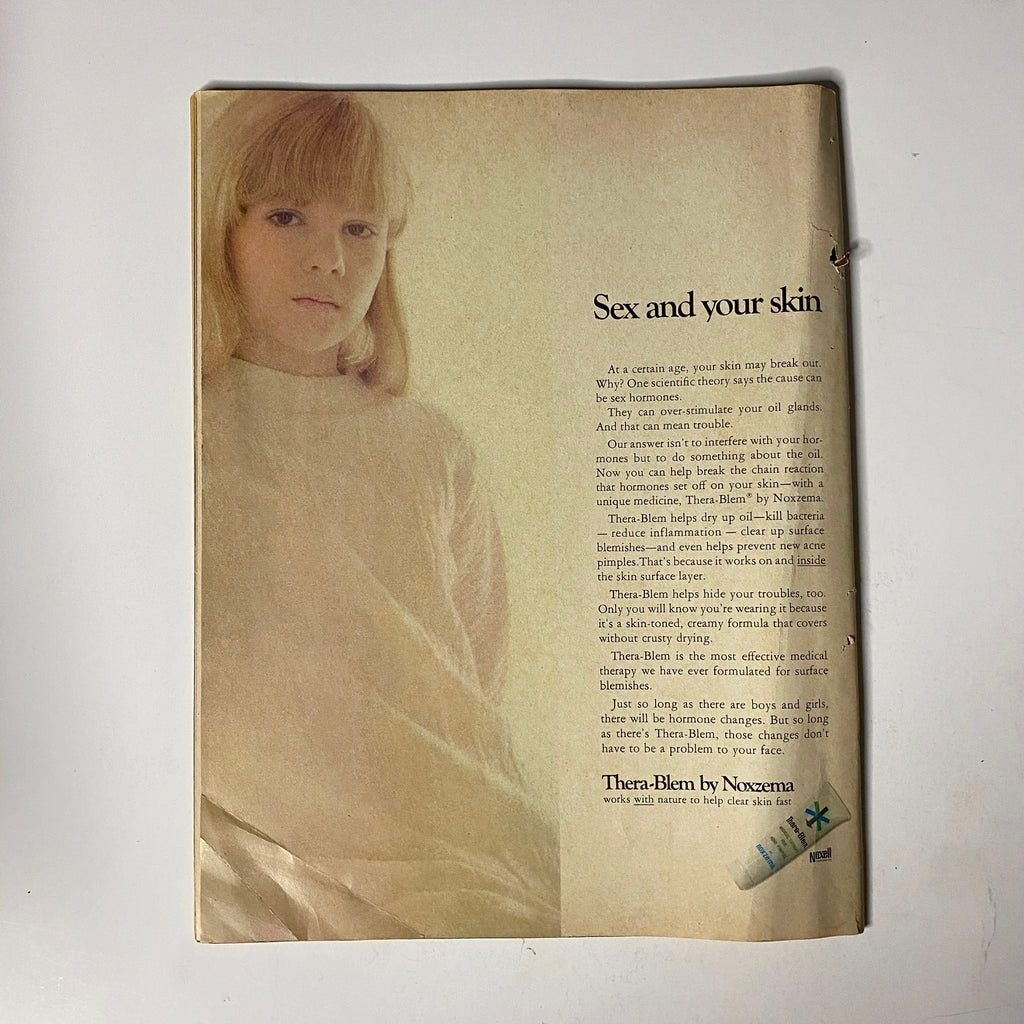 Sex and your skin
At a certain age, your skin may break out.
Why? One scientific theory says the cause can
be sex hormones.
They can over-stimulate your oil glands.
And that can mean trouble.
Our answer isn't to interfere with your hor-
mones but to do something about the oil.
Now you can help break the chain reaction
that hormones set off on your skin—with a
unique medicine, Thera-Blem® by Noxzema.
Thera-Blem helps dry up oil—kill bacteria
— reduce inflammation — clear up surface
blemishes—and even helps prevent new acne
pimples. That's because it works on and inside
the skin surface layer.
Thera-Blem helps hide your troubles, too.
Only you will know you're wearing it because
it's a skin-toned, creamy formula that covers
without crusty drying.
Thera-Blem is the most effective medical
therapy we have ever formulated for surface
blemishes.
Just so long as there are boys and girls,
there will be hormone changes. But so long
as there's Thera-Blem, those changes don't
have to be a problem to your face.
Thera-Blem by Noxzema
works with nature to help clear skin fast
Thera-Blem
NOXZEMA
Noxell